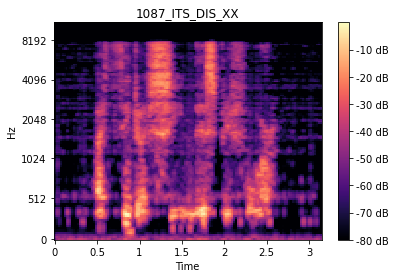 1087_ITS_DIS_XX
8192
4096
2048
1024
512
0
Hz
0 0.5 1 1.5 2 2.5 3
Time
-10 dB
-20 dB
-30 dB
-40 dB
-50 dB
-60 dB
-70 dB
-80 dB